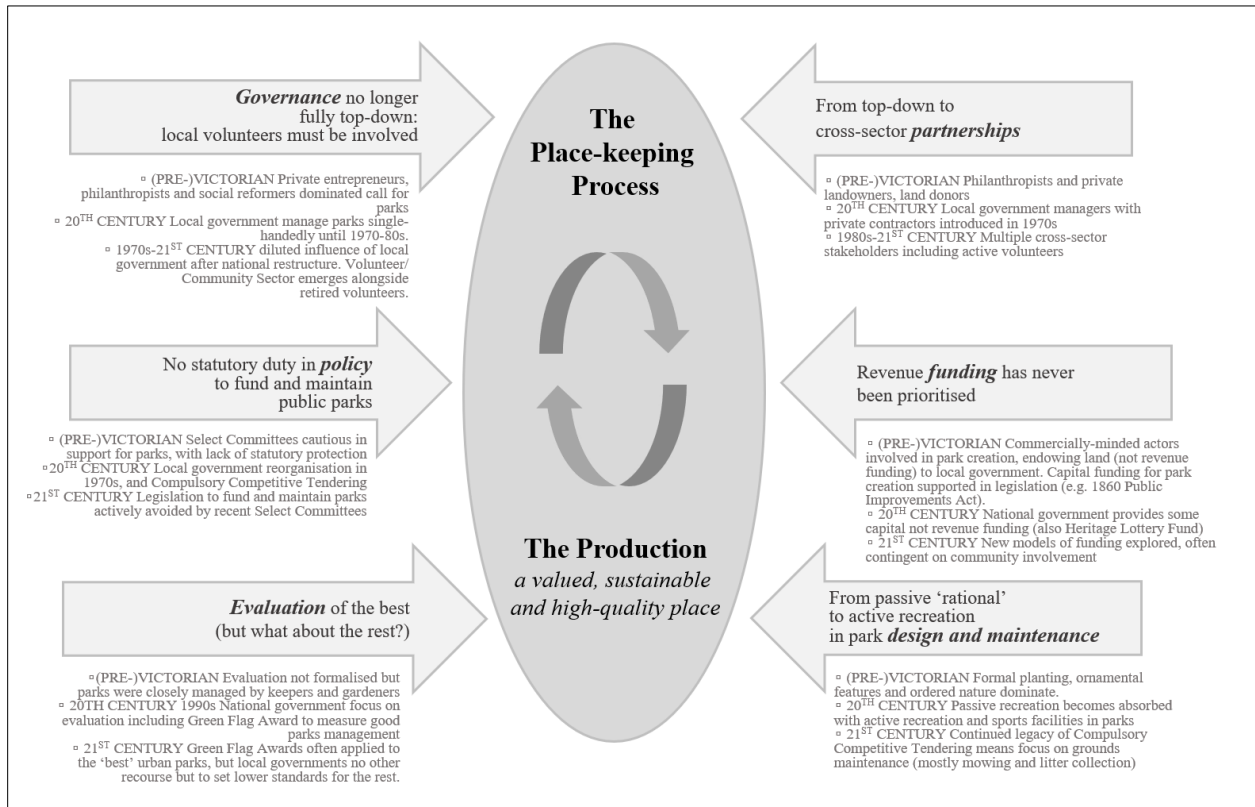 Governance no longer
fully top-down:
local volunteers must be involved
▫ (PRE-)VICTORIAN Private entrepreneurs,
philanthropists and social reformers dominated call for
parks
▫ 20TH CENTURY Local government manage parks single-
handedly until 1970-80s.
▫ 1970s-21ST CENTURY diluted influence of local
government after national restructure. Volunteer/
Community Sector emerges alongside
retired volunteers.
No statutory duty in policy
to fund and maintain
public parks
▫ (PRE-)VICTORIAN Select Committees cautious in
support for parks, with lack of statutory protection
▫20TH CENTURY Local government reorganisation in
1970s, and Compulsory Competitive Tendering
▫21ST CENTURY Legislation to fund and maintain parks
actively avoided by recent Select Committees
Evaluation of the best
(but what about the rest?)
▫(PRE-)VICTORIAN Evaluation not formalised but
parks were closely managed by keepers and gardeners
▫ 20TH CENTURY 1990s National government focus on
evaluation including Green Flag Award to measure good
parks management
▫ 21ST CENTURY Green Flag Awards often applied to
the ‘best’ urban parks, but local governments no other
recourse but to set lower standards for the rest.
The
Place-keeping
Process
The Production
a valued, sustainable
and high-quality place
From top-down to
cross-sector partnerships
▫ (PRE-)VICTORIAN Philanthropists and private
landowners, land donors
▫ 20TH CENTURY Local government managers with
private contractors introduced in 1970s
▫ 1980s-21ST CENTURY Multiple cross-sector
stakeholders including active volunteers
Revenue funding has never
been prioritised
▫ (PRE-)VICTORIAN Commercially-minded actors
involved in park creation, endowing land (not revenue
funding) to local government. Capital funding for park
creation supported in legislation (e.g. 1860 Public
Improvements Act).
▫ 20TH CENTURY National government provides some
capital not revenue funding (also Heritage Lottery Fund)
▫ 21ST CENTURY New models of funding explored, often
contingent on community involvement
From passive ‘rational’
to active recreation
in park design and maintenance
▫ (PRE-)VICTORIAN Formal planting, ornamental
features and ordered nature dominate.
▫ 20TH CENTURY Passive recreation becomes absorbed
with active recreation and sports facilities in parks
▫ 21ST CENTURY Continued legacy of Compulsory
Competitive Tendering means focus on grounds
maintenance (mostly mowing and litter collection)